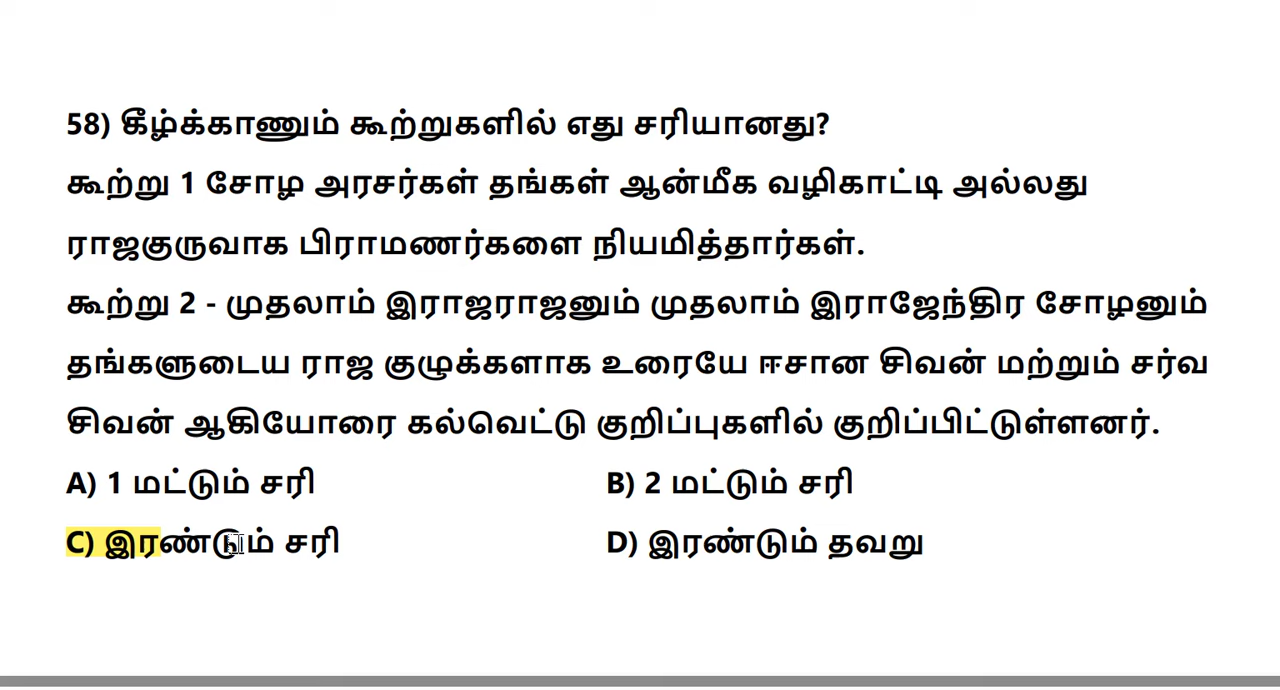 58) கீழ்க்காணும் கூற்றுகளில் எது சரியானது?
கூற்று 1 சோழ அரசர்கள் தங்கள் ஆன்மீக வழிகாட்டி அல்லது
ராஜகுருவாக பிராமணர்களை நியமித்தார்கள்.
கூற்று 2 - முதலாம் இராஜராஜனும் முதலாம் இராஜேந்திர சோழனும்
தங்களுடைய ராஜ குழுக்களாக உரையே ஈசான சிவன் மற்றும் சர்வ
சிவன் ஆகியோரை கல்வெட்டு குறிப்புகளில் குறிப்பிட்டுள்ளனர்.
A) 1 மட்டும் சரி B) 2 மட்டும் சரி
C) இரண்டும் சரி D) இரண்டும் தவறு